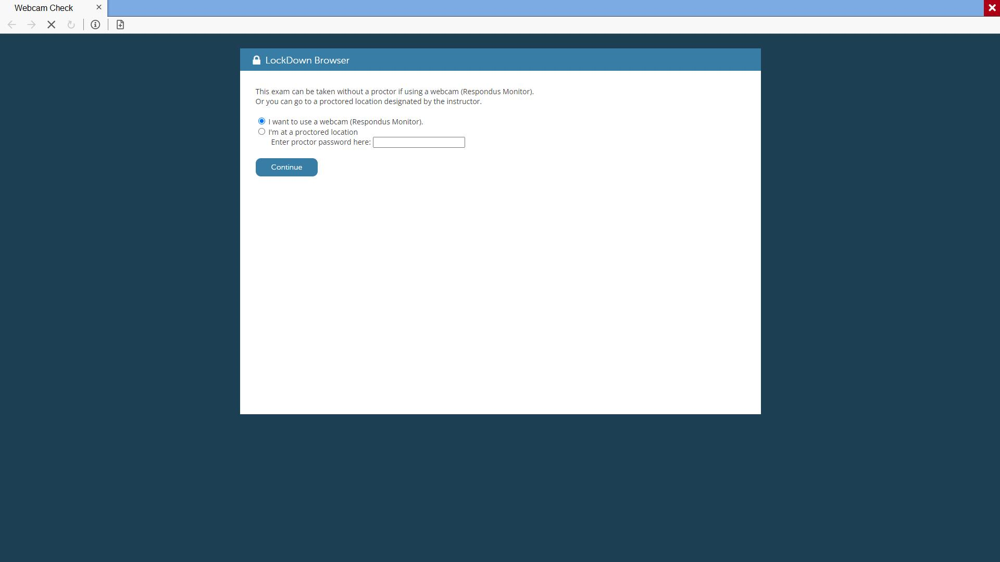 Webcam Check
LockDown Browser
This exam can be taken without a proctor if using a webcam (Respondus Monitor).
Or you can go to a proctored location designated by the instructor.
I want to use a webcam (Respondus Monitor).
I'm at a proctored location
Enter proctor password here:
Continue